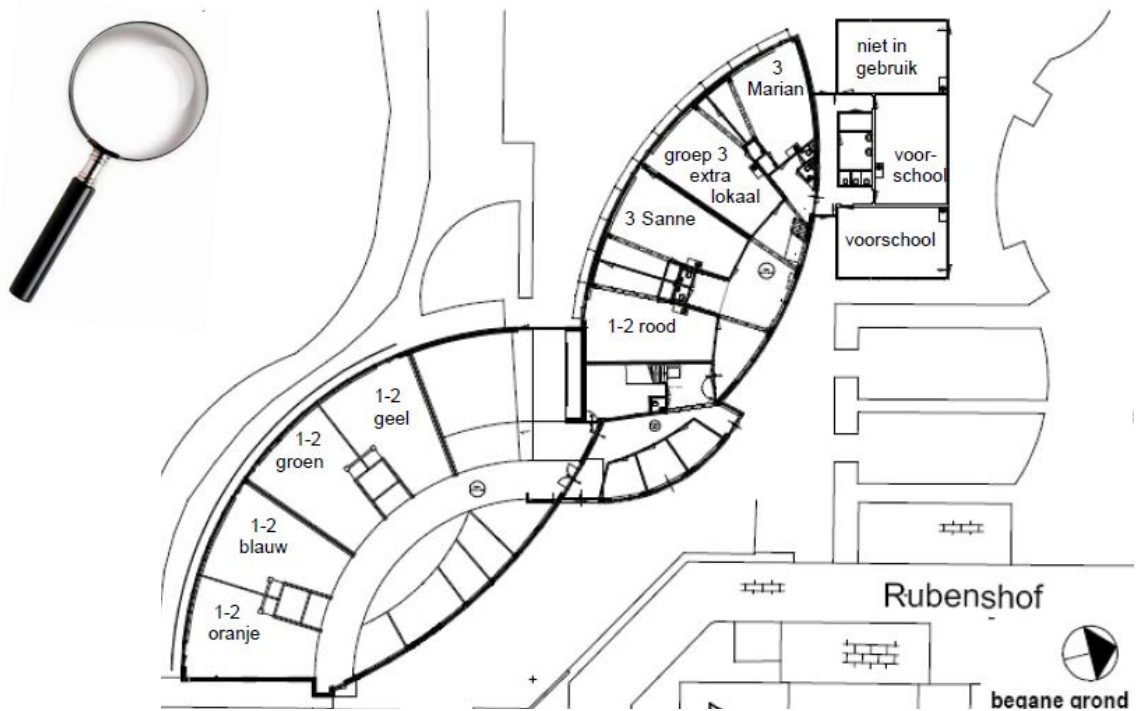 niet in
gebruik
3
Marian
voor-
school
groep 3
extra
lokaal
3 Sanne
voorschool
1-2 rood
1-2
geel
1-2
groen
1-2
blauw
1-2
oranje
Rubenshof
begane grond